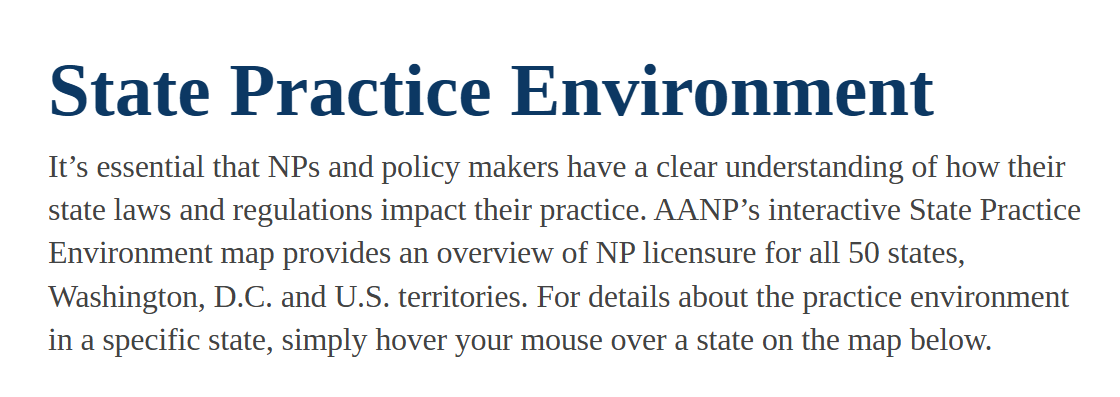 State Practice Environment
It’s essential that NPs and policy makers have a clear understanding of how their
state laws and regulations impact their practice. AANP’s interactive State Practice
Environment map provides an overview of NP licensure for all 50 states,
Washington, D.C. and U.S. territories. For details about the practice environment
in a specific state, simply hover your mouse over a state on the map below.